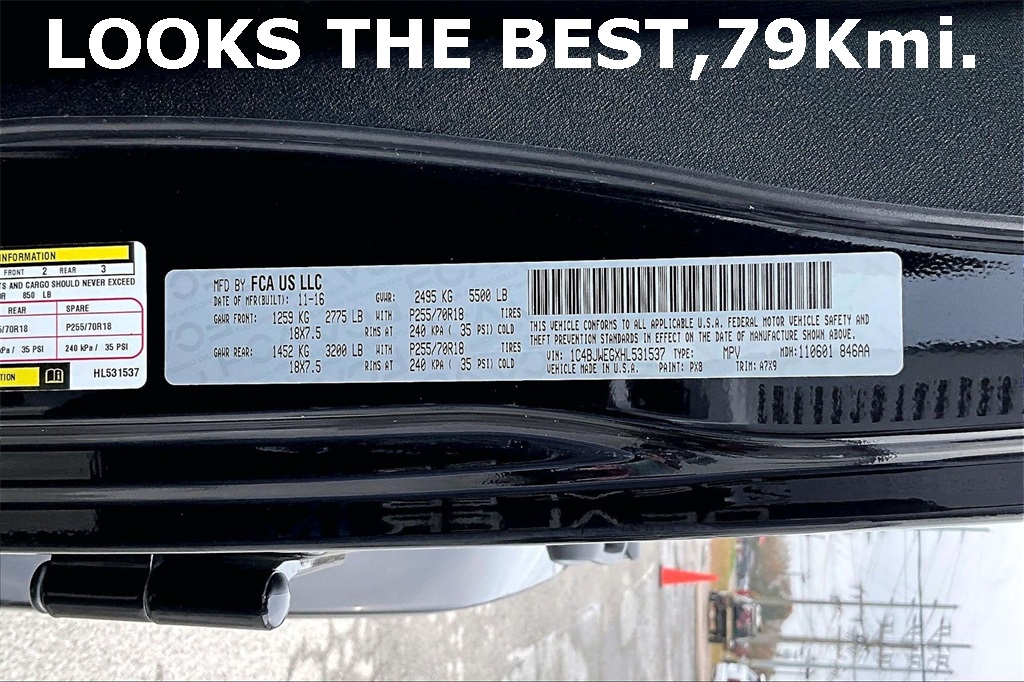 LOOKS THE BEST,79Kmi.
INFORMATION
FRONT 2 REAR 3
TS AND CARGO SHOULD NEVER EXCEED
OR 850 LB
REAR SPARE
5/70R18 P255/70R18
kPa / 35 PSI 240 kPa / 35 PSI
TION
HL531537
MFD BY FCA US LLC
DATE OF MFR(BUILT): 11-16 GVWR: 2495 KG 5500 LB
GAWR FRONT: 1259 KG 2775 LB WITH P255/70R18 TIRES
18X7.5 RIMS AT 240 KPA ( 35 PSI) COLD
GAWR REAR: 1452 KG 3200 LB WITH P255/70R18 TIRES
18X7.5 RIMS AT 240 KPA ( 35 PSI) COLD
THIS VEHICLE CONFORMS TO ALL APPLICABLE U.S.A. FEDERAL MOTOR VEHICLE SAFETY AND
THEFT PREVENTION STANDARDS IN EFFECT ON THE DATE OF MANUFACTURE SHOWN ABOVE.
VIN: 1C4BJWEGXHL531537 TYPE: MPV MDH:110601 846AA
VEHICLE MADE IN U.S.A. PAINT: PX8 TRIM: A7X9